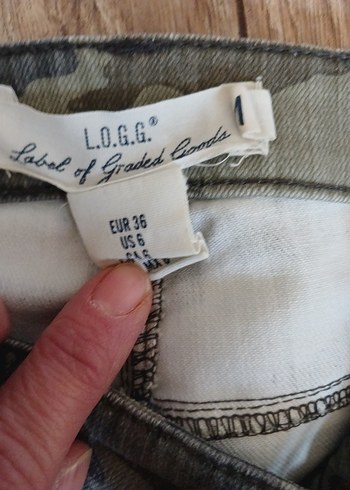 L.O.G.G.®
Label of Graded Goods
EUR 36
US 6